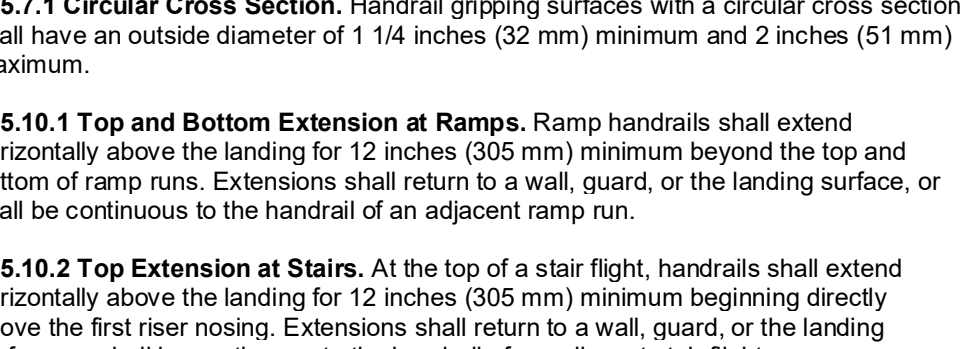 5.7.1 Circular Cross Section. Handrail gripping surfaces with a circular cross section
all have an outside diameter of 1 1/4 inches (32 mm) minimum and 2 inches (51 mm)
aximum.
5.10.1 Top and Bottom Extension at Ramps. Ramp handrails shall extend
rizontally above the landing for 12 inches (305 mm) minimum beyond the top and
ttom of ramp runs. Extensions shall return to a wall, guard, or the landing surface, or
all be continuous to the handrail of an adjacent ramp run.
5.10.2 Top Extension at Stairs. At the top of a stair flight, handrails shall extend
rizontally above the landing for 12 inches (305 mm) minimum beginning directly
ove the first riser nosing. Extensions shall return to a wall, guard, or the landing